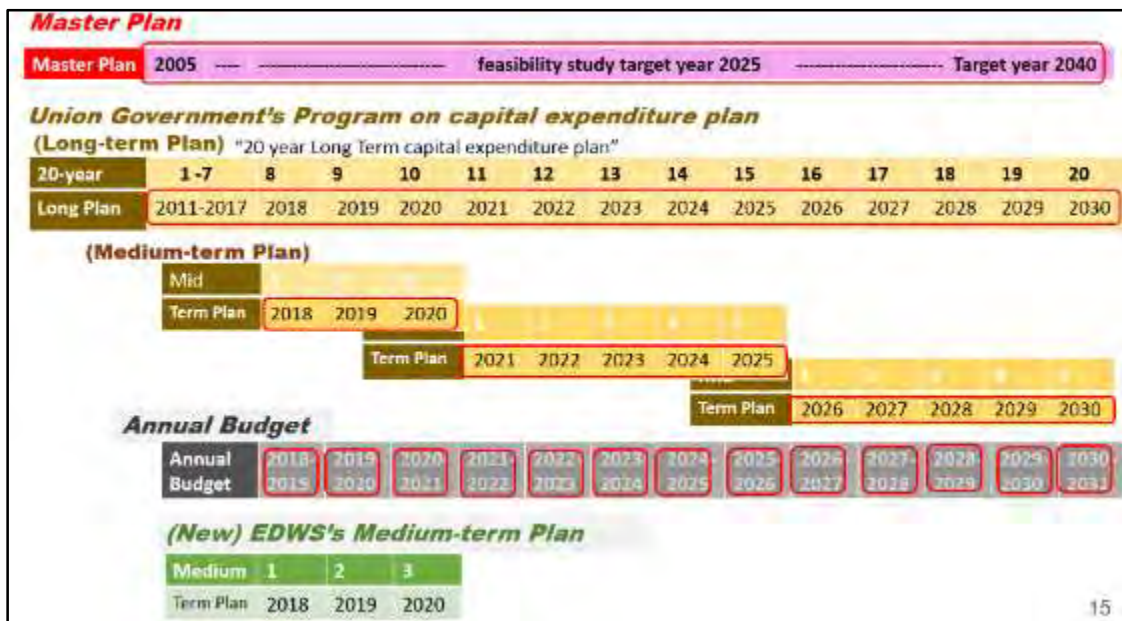 Master Plan
Master Plan 2005 ---- -------------------------- feasibility study target year 2025 -------------------- Target year 2040
Union Government's Program on capital expenditure plan
(Long-term Plan) "20 year Long Term capital expenditure plan"
20-year 1-7 8 9 10 11 12 13 14 15 16 17 18 19 20
Long Plan 2011-2017 2018 2019 2020 2021 2022 2023 2024 2025 2026 2027 2028 2029 2030
(Medium-term Plan)
Mid
Term Plan 2018 2019 2020
1 2 3 4 5
Term Plan 2021 2022 2023 2024 2025
Term Plan 2026 2027 2028 2029 2030
Annual Budget
Annual 2018- 2019- 2020- 2021- 2022- 2023- 2024- 2025- 2026- 2027- 2028- 2029- 2030-
Budget 2019 2020 2021 2022 2023 2024 2025 2026 2027 2028 2029 2030 2031
(New) EDWS's Medium-term Plan
Medium 1 2 3
Term Plan 2018 2019 2020
15